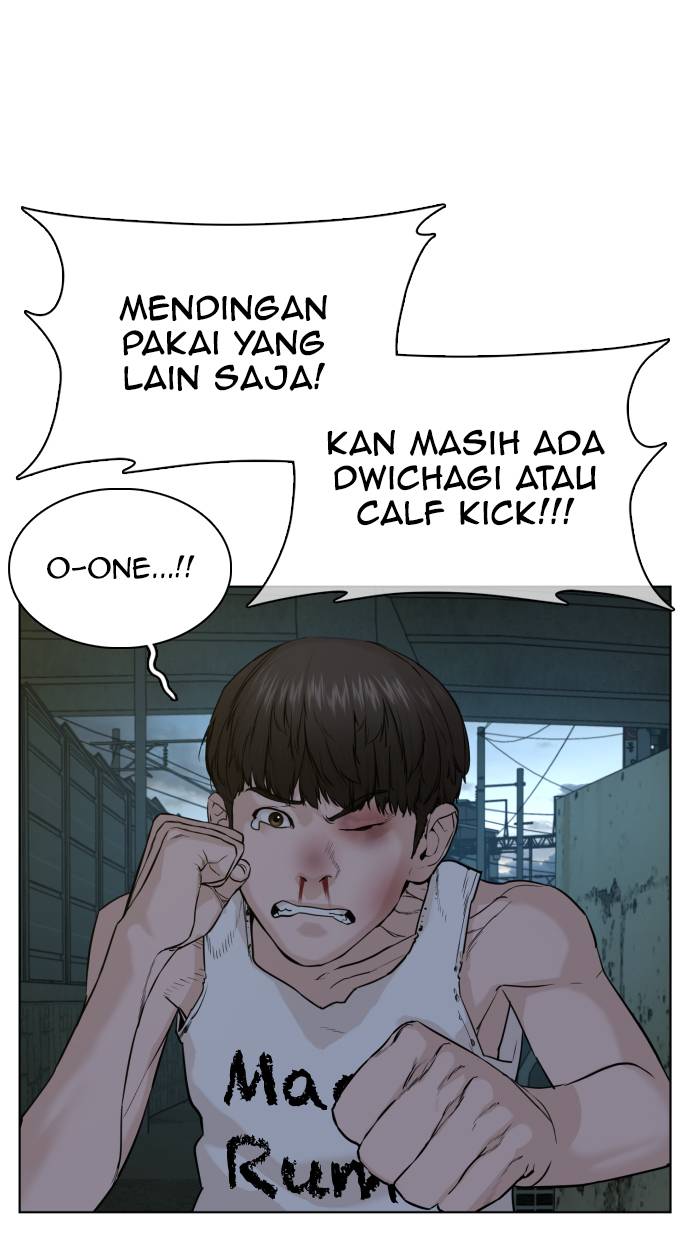 MENDINGAN
PAKAI YANG
LAIN SAJA!
KAN MASIH ADA
DWICHAGI ATAU
CALF KICK!!!
O-ONE...!!